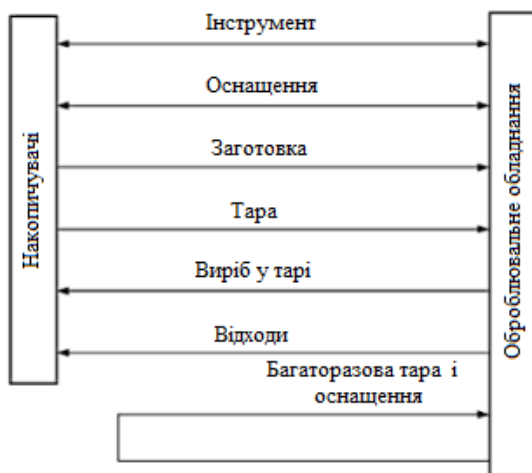 Інструмент
Оснащення
Заготовка
Тара
Виріб у тарі
Відходи
Багаторазова тара і
оснащення
Накопичувачі
Оброблювальне обладнання